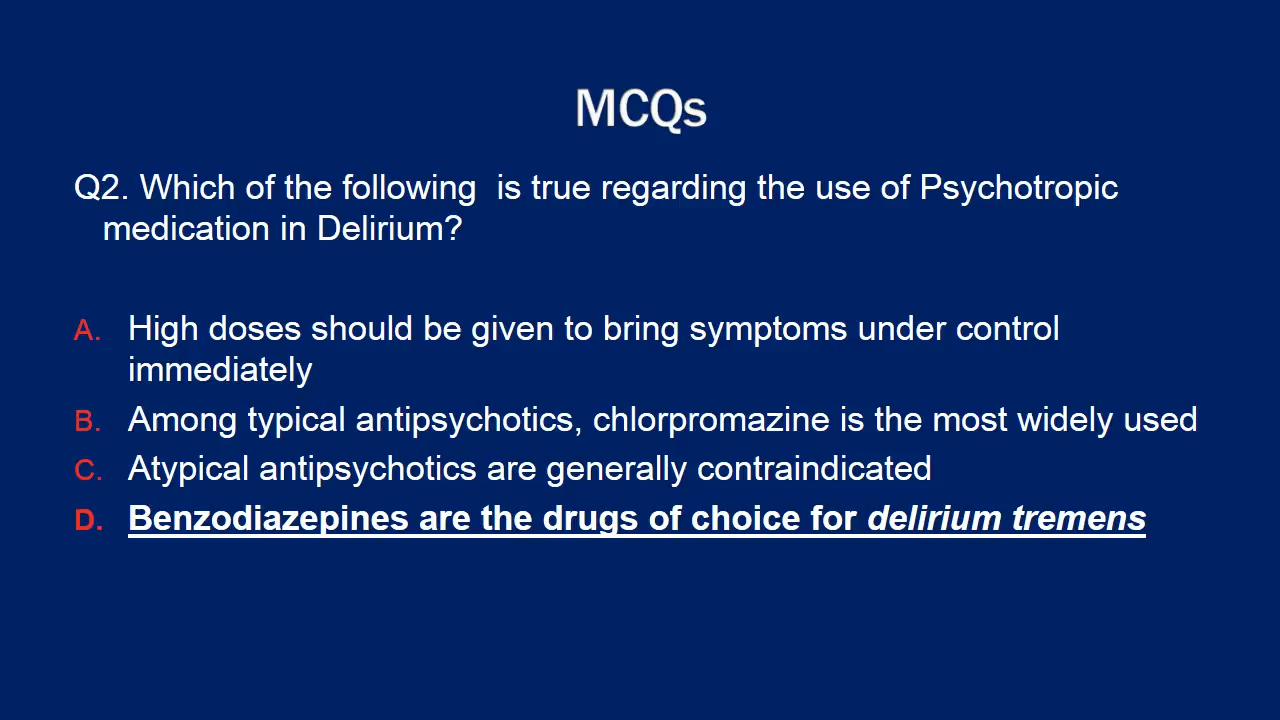 MCQs
Q2. Which of the following  is true regarding the use of Psychotropic
medication in Delirium?
A. High doses should be given to bring symptoms under control
immediately
B. Among typical antipsychotics, chlorpromazine is the most widely used
C. Atypical antipsychotics are generally contraindicated
D. Benzodiazepines are the drugs of choice for delirium tremens